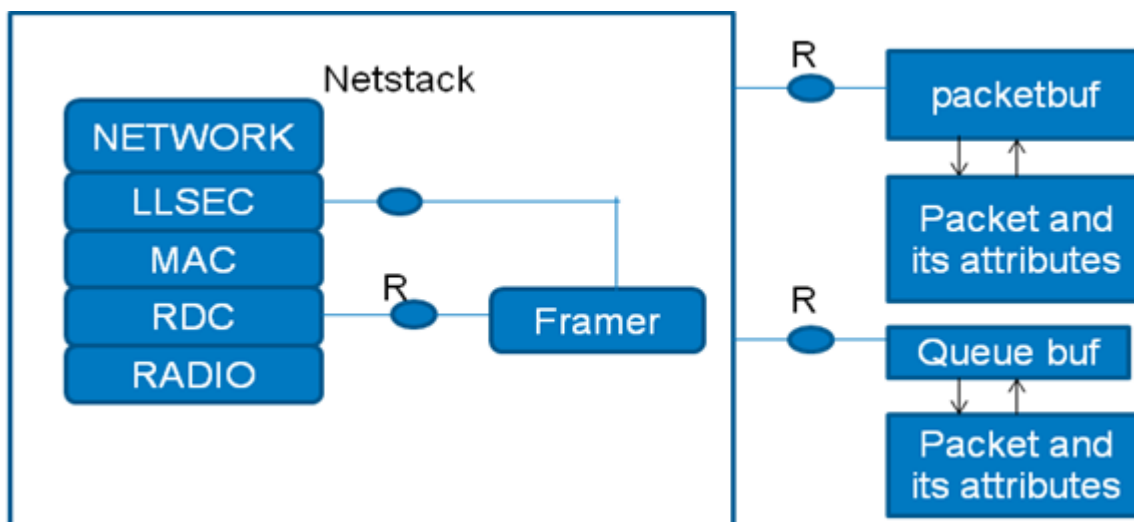 Netstack
NETWORK
LLSEC
MAC
RDC
RADIO
R
Framer
R
packetbuf
Packet and
its attributes
R
Queue buf
Packet and
its attributes